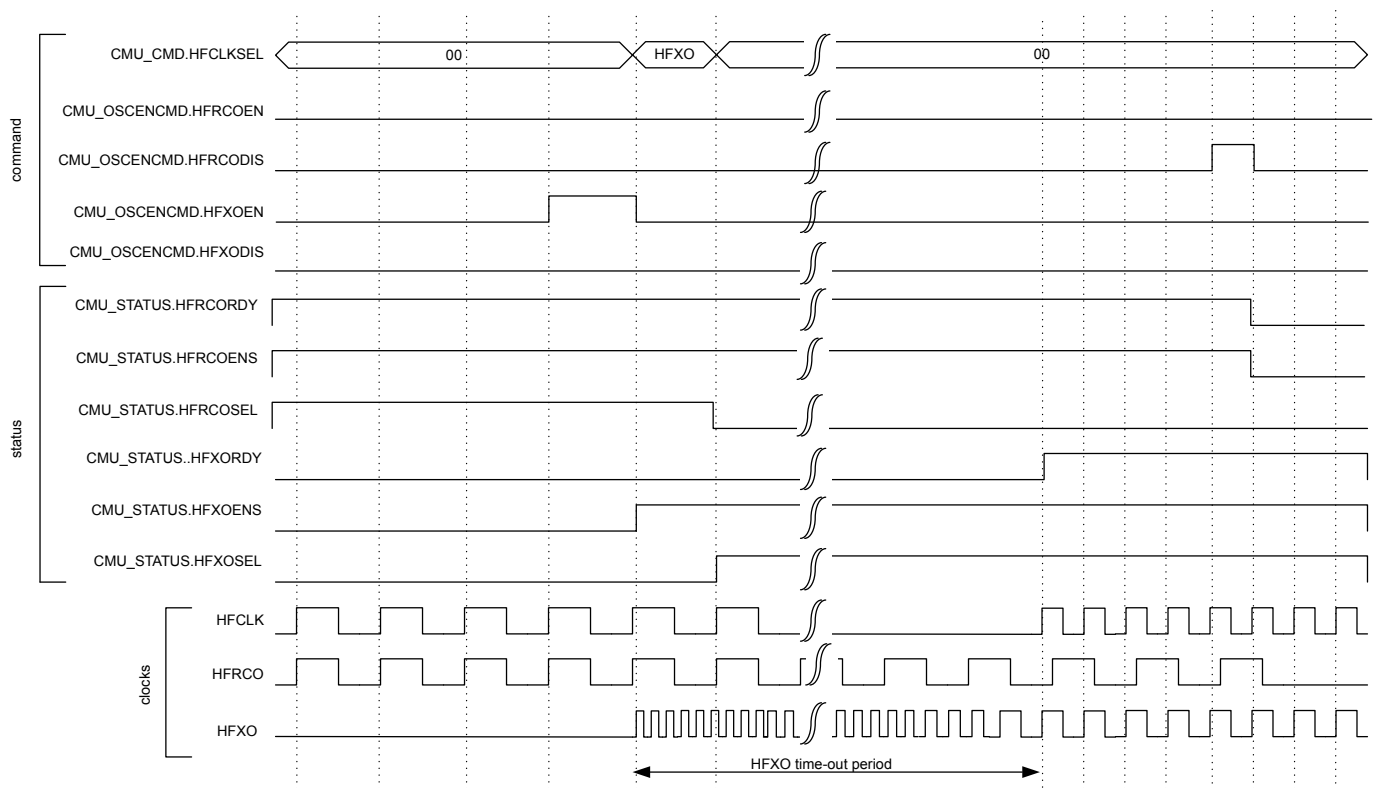 CMU_CMD.HFCLKSEL
00
HFXO
00
CMU_OSCENCMD.HFRCOEN
CMU_OSCENCMD.HFRCODIS
CMU_OSCENCMD.HFXOEN
CMU_OSCENCMD.HFXODIS
command
CMU_STATUS.HFRCORDY
CMU_STATUS.HFRCOENS
CMU_STATUS.HFRCOSEL
CMU_STATUS..HFXORDY
CMU_STATUS.HFXOENS
CMU_STATUS.HFXOSEL
status
HFCLK
HFRCO
HFXO
clocks
HFXO time-out period